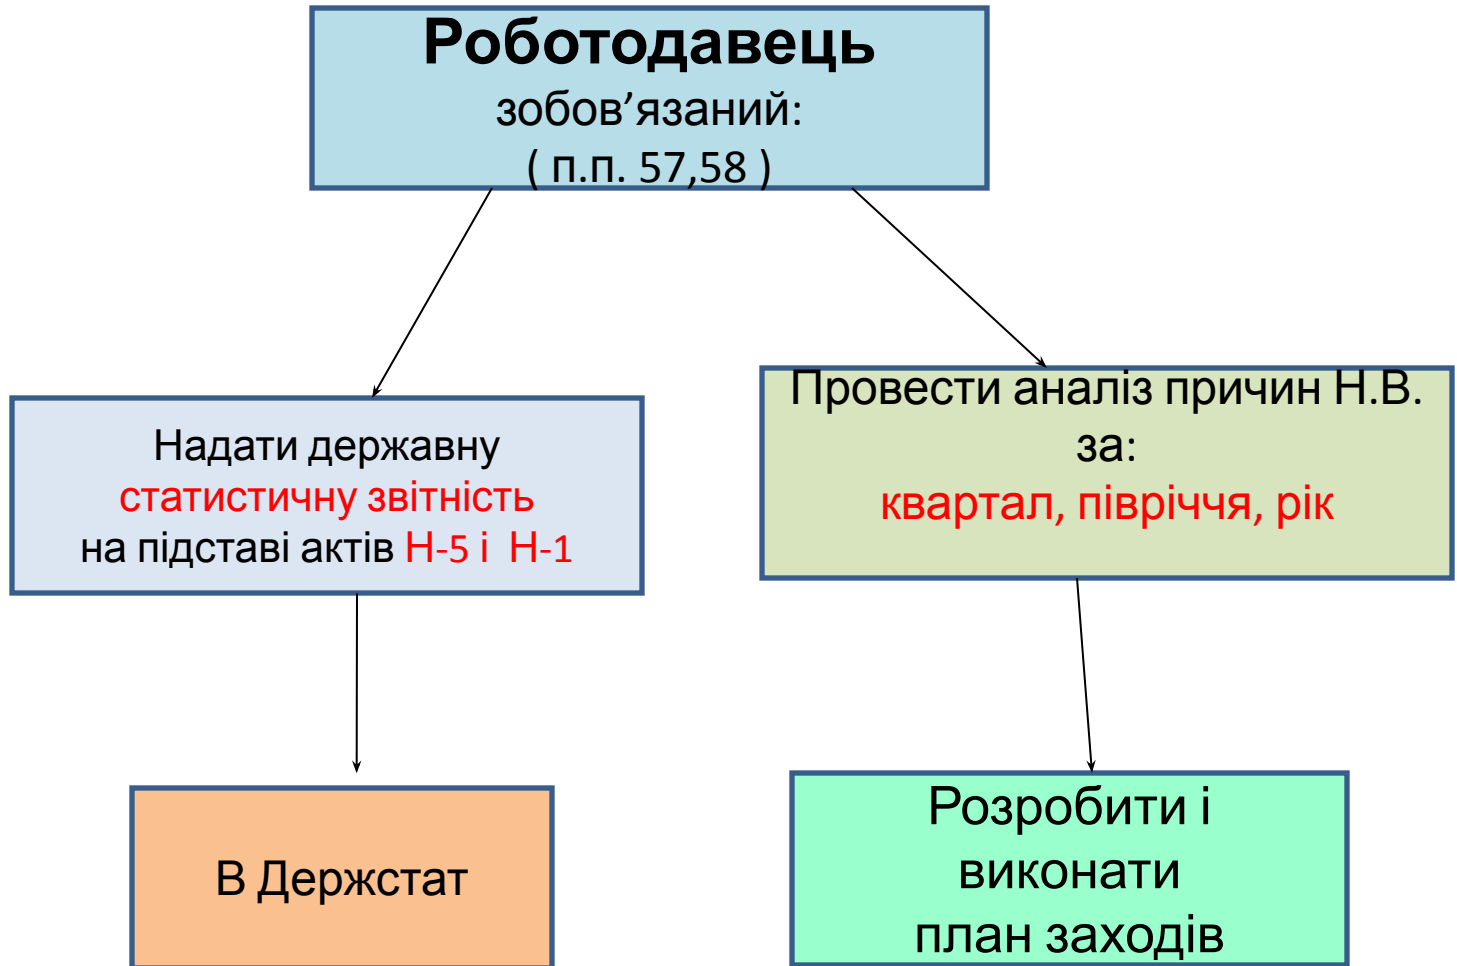 Роботодавець
зобов’язаний:
( п.п. 57,58 )
Надати державну
статистичну звітність
на підставі актів Н-5 і Н-1
Провести аналіз причин Н.В.
за:
квартал, півріччя, рік
В Держстат
Розробити і
виконати
план заходів